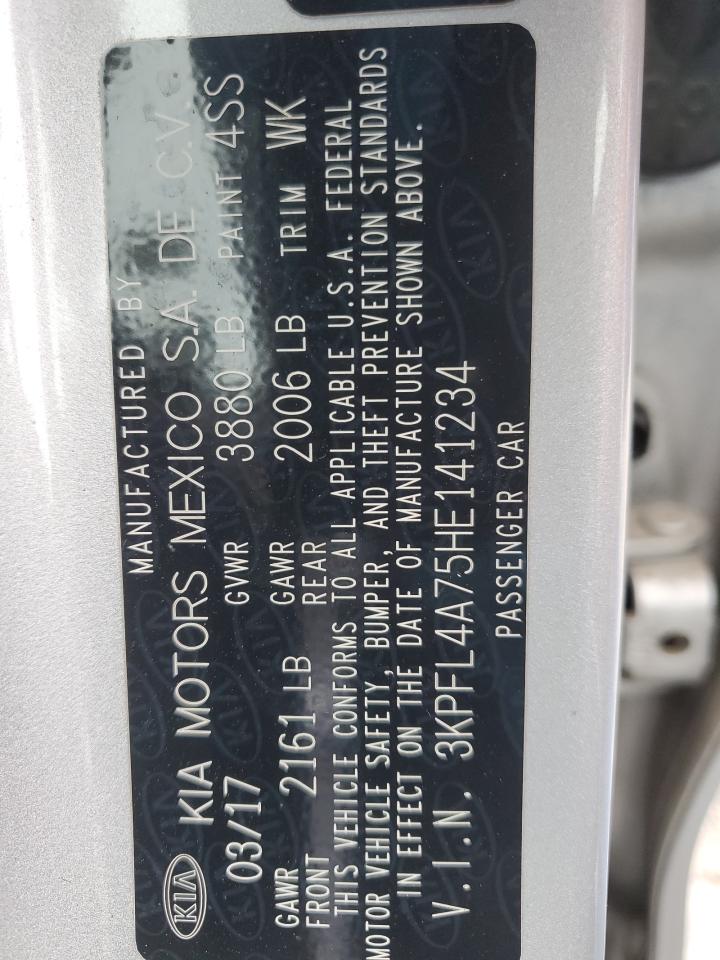 MANUFACTURED BY
KIA KIA MOTORS MEXICO S.A. DE C.V.
03/17 GVWR 3880 LB PAINT 4SS
GAWR FRONT 2161 LB GAWR REAR 2006 LB TRIM WK
THIS VEHICLE CONFORMS TO ALL APPLICABLE U.S.A. FEDERAL
MOTOR VEHICLE SAFETY, BUMPER, AND THEFT PREVENTION STANDARDS
IN EFFECT ON THE DATE OF MANUFACTURE SHOWN ABOVE.
V.I.N. 3KPFL4A75HE141234
PASSENGER CAR